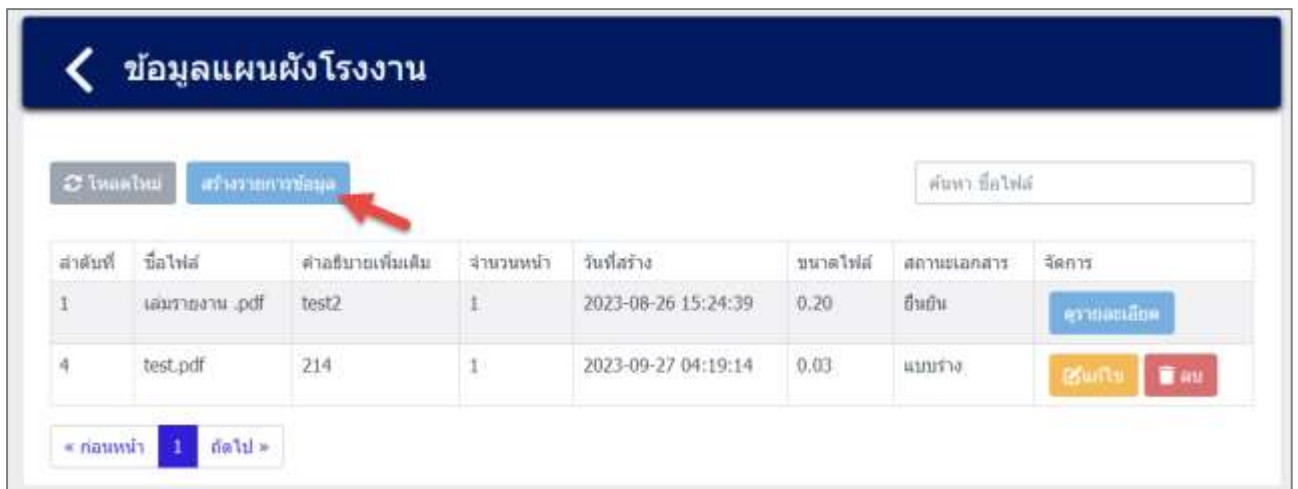 ข้อมูลแผนผังโรงงาน
โหลดใหม่ สร้างรายการข้อมูล ค้นหา ชื่อไฟล์
ลำดับที่ ชื่อไฟล์ คำอธิบายเพิ่มเติม จำนวนหน้า วันที่สร้าง ขนาดไฟล์ สถานะเอกสาร จัดการ
1 เล่มรายงาน .pdf test2 1 2023-08-26 15:24:39 0.20 ยืนยัน ดูรายละเอียด
4 test.pdf 214 1 2023-09-27 04:19:14 0.03 แบบร่าง แก้ไข ลบ
« ก่อนหน้า 1 ถัดไป »